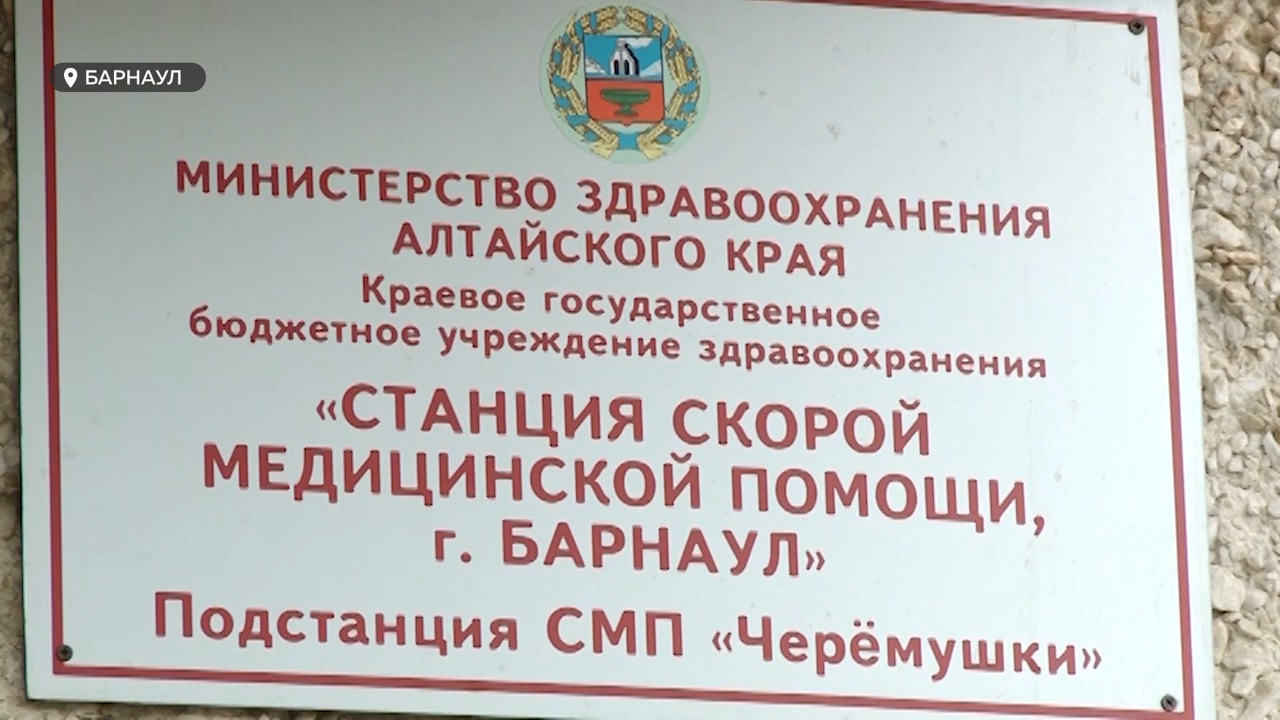 БАРНАУЛ
МИНИСТЕРСТВО ЗДРАВООХРАНЕНИЯ
АЛТАЙСКОГО КРАЯ
Краевое государственное
бюджетное учреждение здравоохранения
«СТАНЦИЯ СКОРОЙ
МЕДИЦИНСКОЙ ПОМОЩИ,
г. БАРНАУЛ»
Подстанция СМП «Черёмушки»